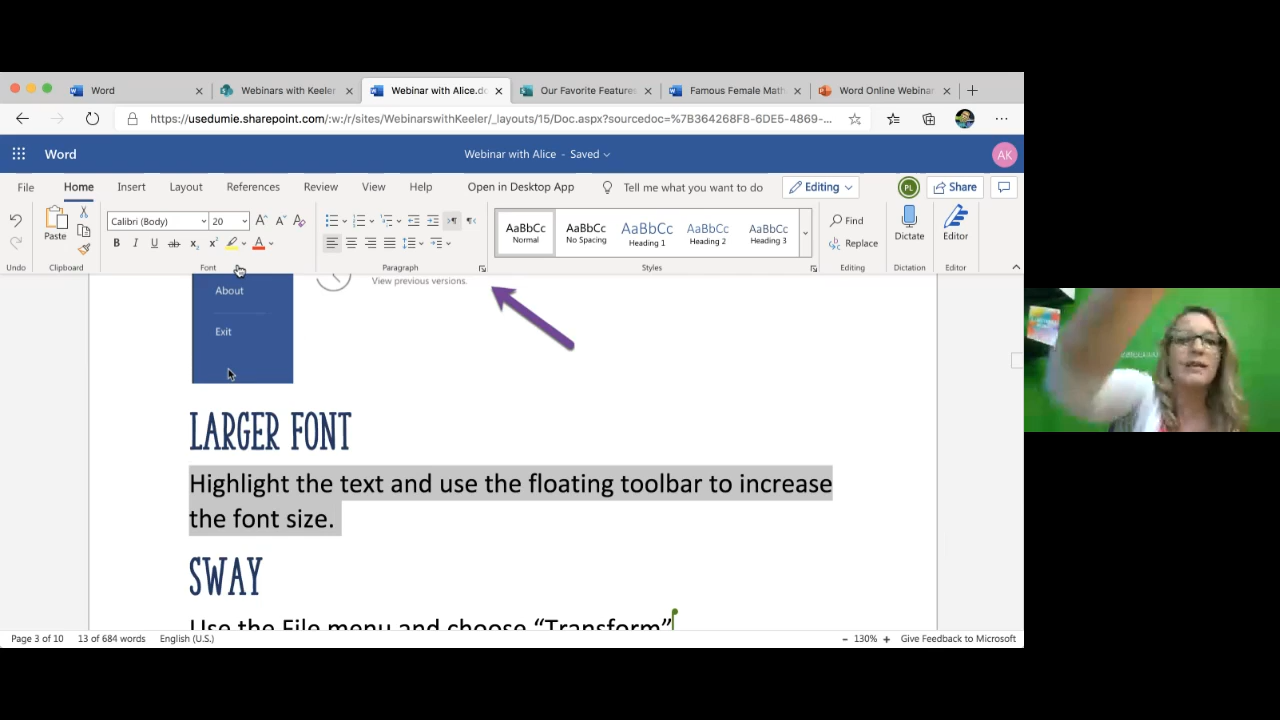 Word
Webinars with Keeler
Webinar with Alice.do
Our Favorite Features
Famous Female Math
Word Online Webinar
https://usedumie.sharepoint.com/:w:/r/sites/WebinarswithKeeler/_layouts/15/Doc.aspx?sourcedoc=%7B364268F8-6DE5-4869-...
Word
Webinar with Alice - Saved
AK
File Home Insert Layout References Review View Help Open in Desktop App Tell me what you want to do Editing PL Share
Calibri (Body) 20
Paste
AaBbCc AaBbCc AaBbCc AaBbCc AaBbCc
Normal No Spacing Heading 1 Heading 2 Heading 3
Find
Replace
Dictate
Editor
Undo Clipboard Font Paragraph Styles Editing Dictation Editor
View previous versions.
About
Exit
LARGER FONT
Highlight the text and use the floating toolbar to increase
the font size.
SWAY
Use the File menu and choose “Transform”
Page 3 of 10 13 of 684 words English (U.S.) - 130% + Give Feedback to Microsoft